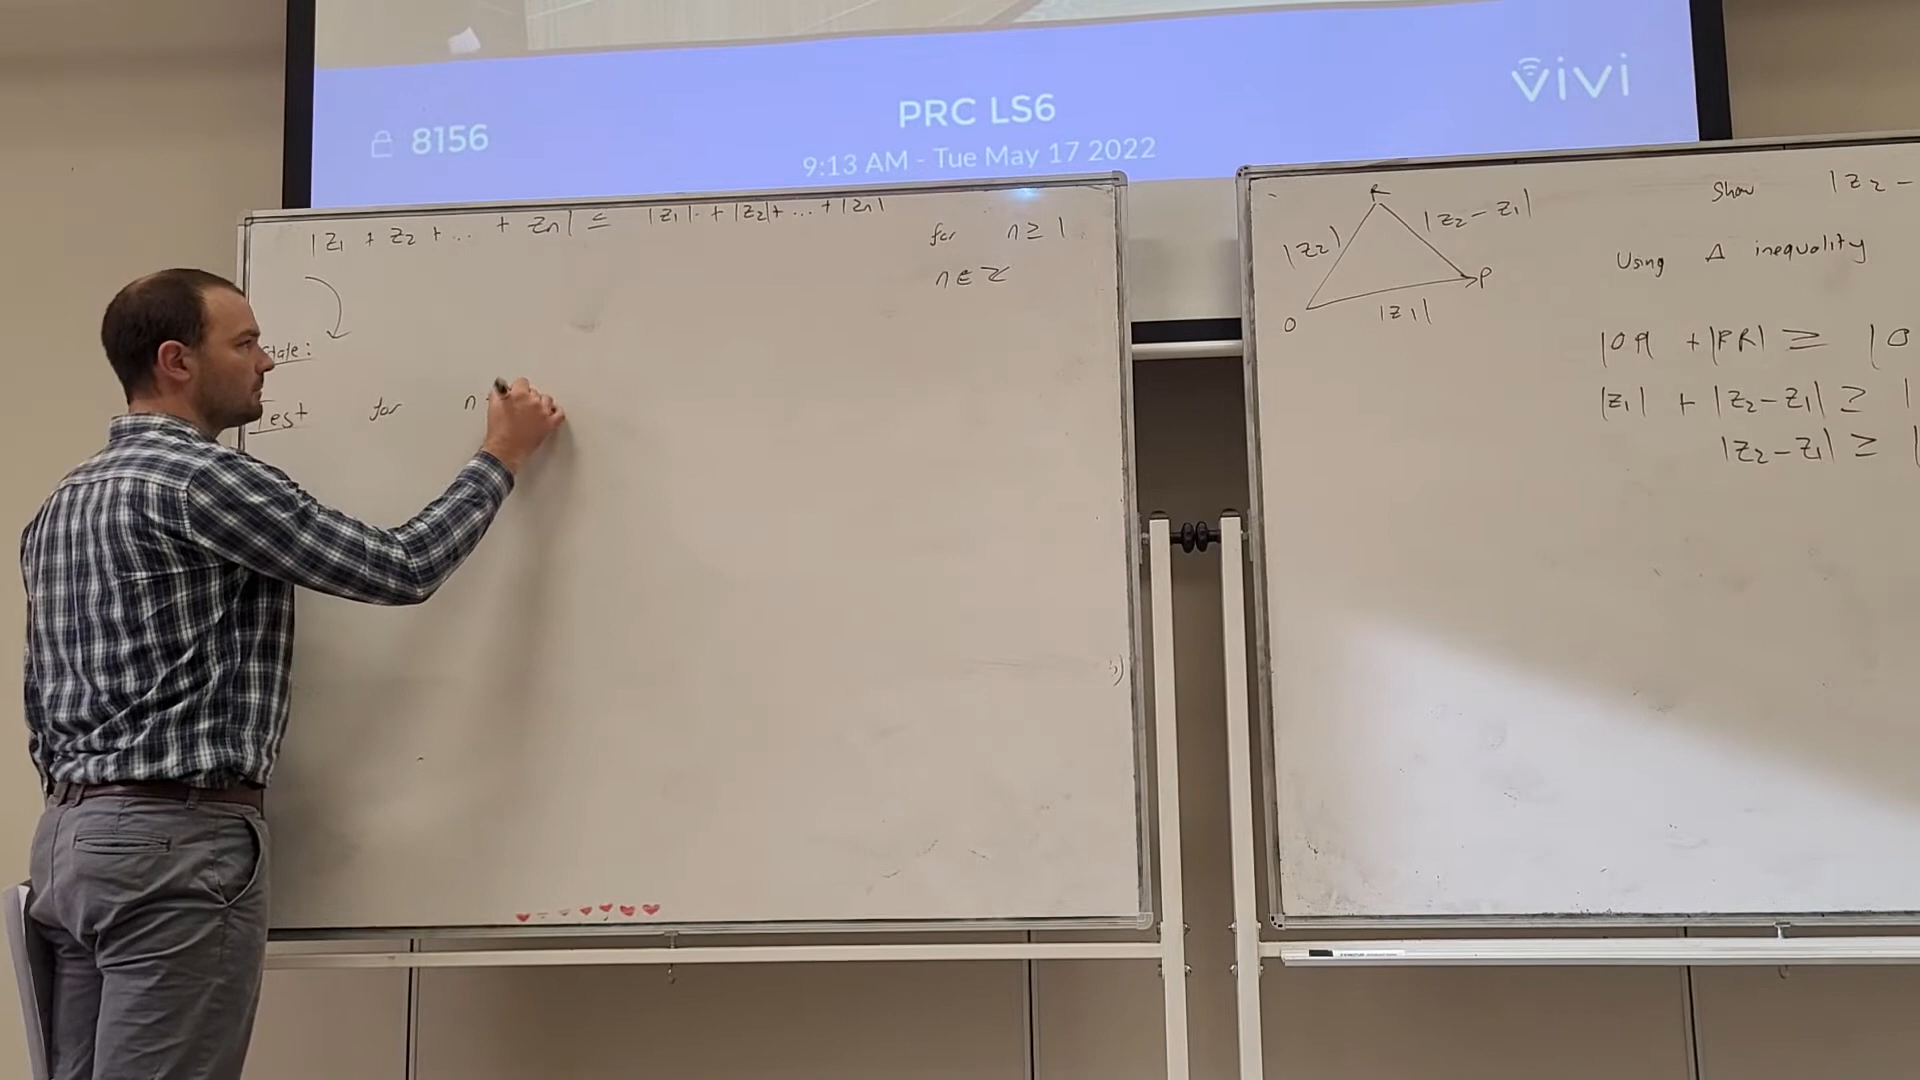 vivi
PRC LS6
8156
9:13 AM - Tue May 17 2022
|z1 + z2 + ... + zn| ≤ |z1| + |z2| + ... + |zn| for n ≥ 1
n ∈ Z
State:
Test for n
R
|z2| |z2 - z1|
P
O |z1|
Show |z2 -
Using Δ inequality
+ |PR| ≥
|z1| + |z2 - z1| ≥
|z2 - z1| ≥